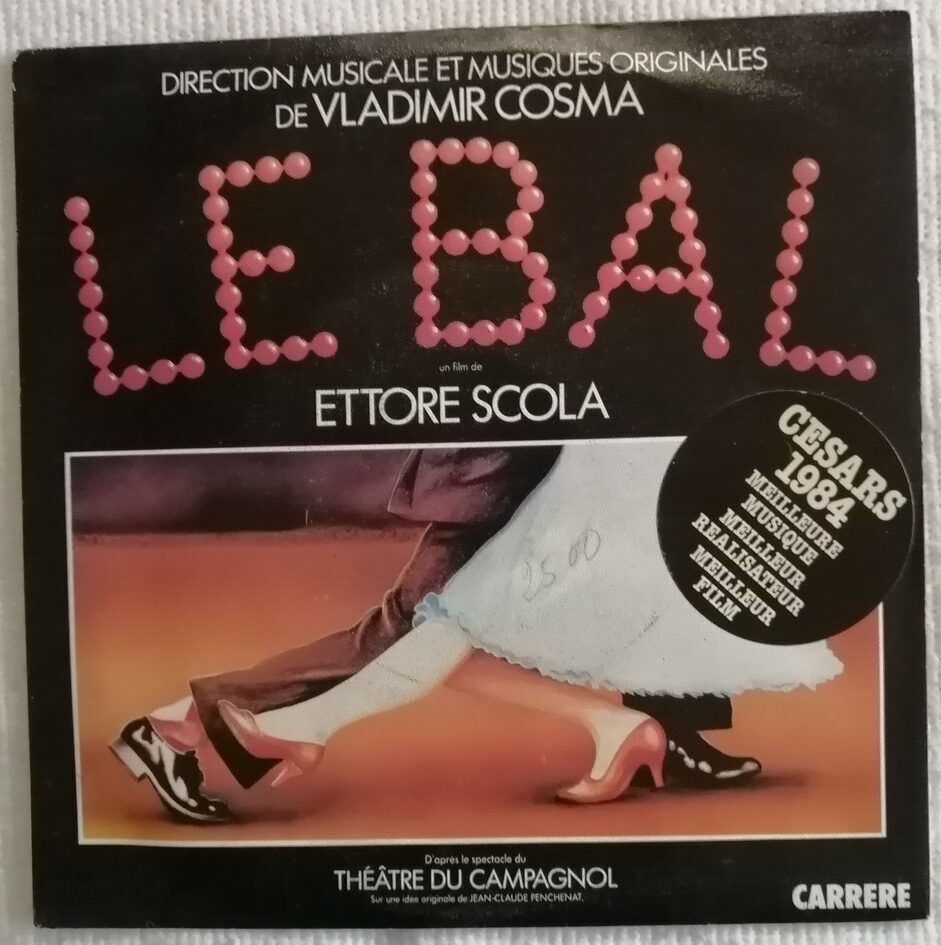 DIRECTION MUSICALE ET MUSIQUES ORIGINALES
DE VLADIMIR COSMA
LE BAL
un film de
ETTORE SCOLA
CESARS
1984
MEILLEURE
MUSIQUE
MEILLEUR
REALISATEUR
MEILLEUR
FILM
25 00
D'après le spectacle du
THÉÂTRE DU CAMPAGNOL
Sur une idée originale de JEAN-CLAUDE PENCHENAT.
CARRERE